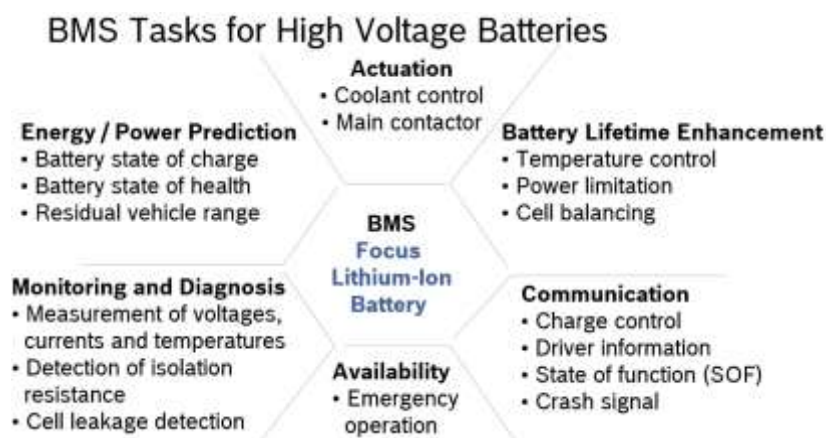 BMS Tasks for High Voltage Batteries
Actuation
• Coolant control
• Main contactor
Energy / Power Prediction
• Battery state of charge
• Battery state of health
• Residual vehicle range
Battery Lifetime Enhancement
• Temperature control
• Power limitation
• Cell balancing
BMS
Focus
Lithium-Ion
Battery
Monitoring and Diagnosis
• Measurement of voltages,
currents and temperatures
• Detection of isolation
resistance
• Cell leakage detection
Availability
• Emergency
operation
Communication
• Charge control
• Driver information
• State of function (SOF)
• Crash signal